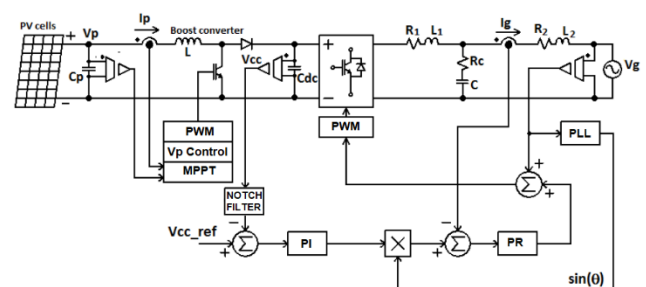 PV cells
Vp
Ip
Boost converter
L
Vcc
Cp
Cdc
R1
L1
Rc
C
Ig
R2
L2
Vg
PWM
Vp Control
MPPT
PWM
PLL
NOTCH
FILTER
Σ
Vcc_ref
Σ
PI
X
Σ
PR
sin(θ)
+
−
+
−
+
+
−
+
−
+